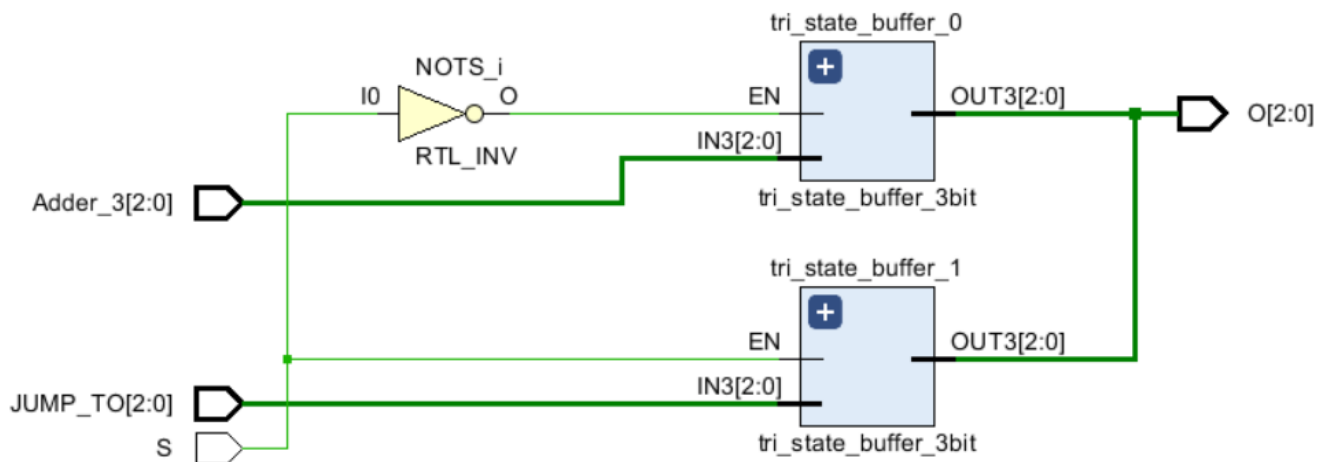 tri_state_buffer_0
NOTS_i
I0
O
EN
OUT3[2:0]
O[2:0]
IN3[2:0]
RTL_INV
Adder_3[2:0]
tri_state_buffer_3bit
tri_state_buffer_1
EN
OUT3[2:0]
IN3[2:0]
JUMP_TO[2:0]
S
tri_state_buffer_3bit